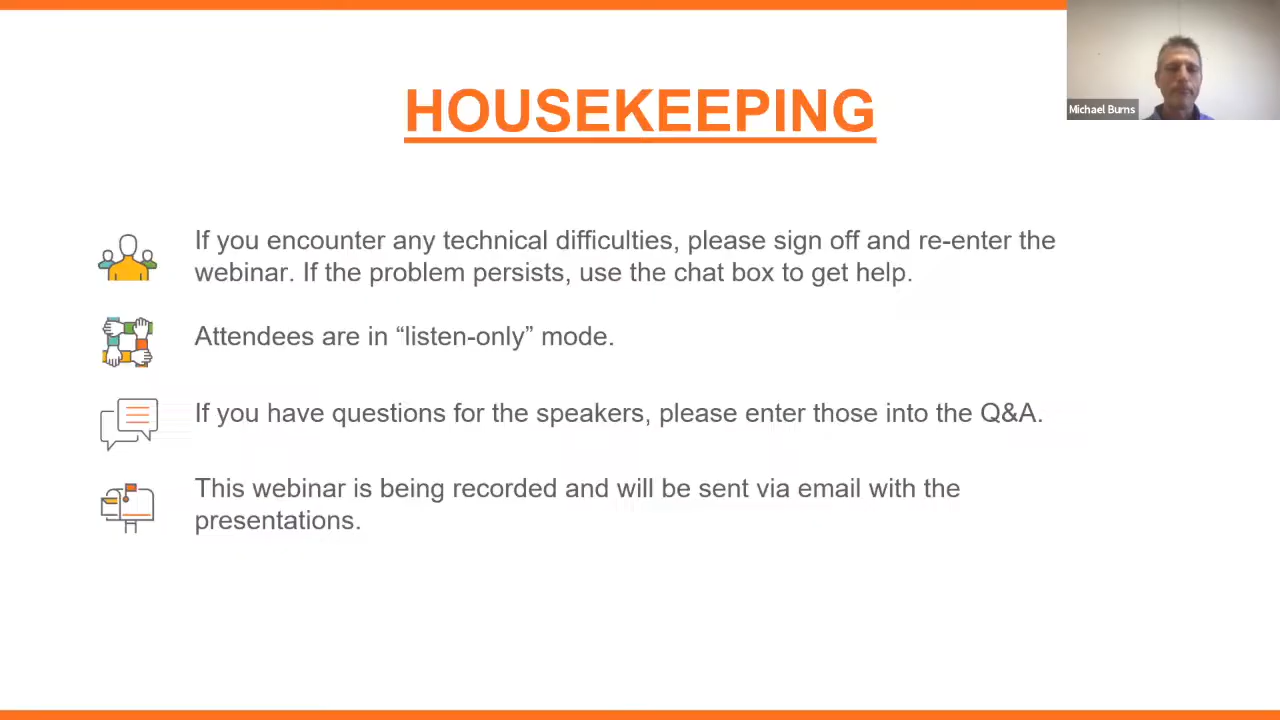 HOUSEKEEPING
Michael Burns
If you encounter any technical difficulties, please sign off and re-enter the
webinar. If the problem persists, use the chat box to get help.
Attendees are in “listen-only” mode.
If you have questions for the speakers, please enter those into the Q&A.
This webinar is being recorded and will be sent via email with the
presentations.